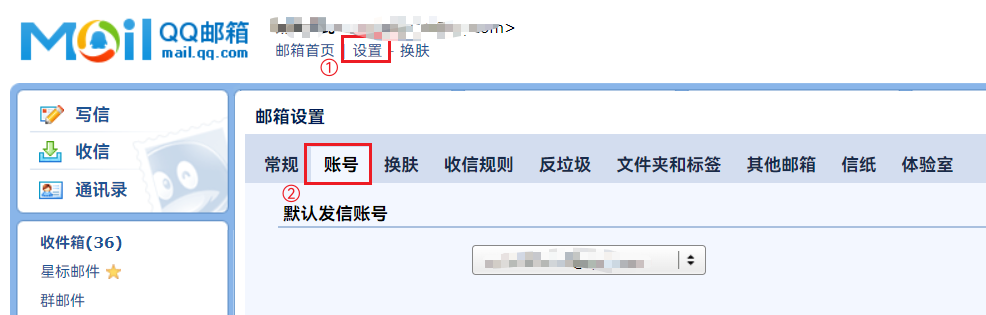 Mail QQ邮箱
mail.qq.com
om>
邮箱首页 | 设置 - 换肤
①
写信
收信
通讯录
收件箱(36)
星标邮件
群邮件
邮箱设置
常规 账号 换肤 收信规则 反垃圾 文件夹和标签 其他邮箱 信纸 体验室
②
默认发信账号